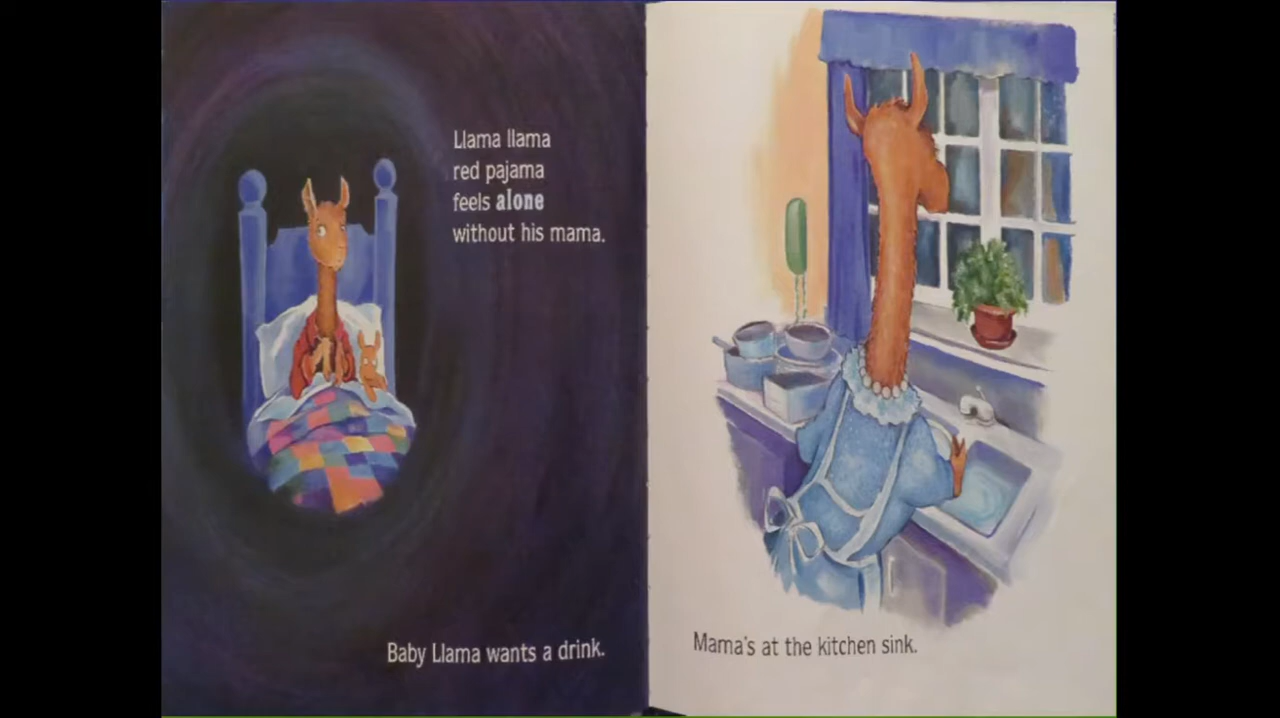 Llama llama
red pajama
feels alone
without his mama.
Baby Llama wants a drink.
Mama's at the kitchen sink.